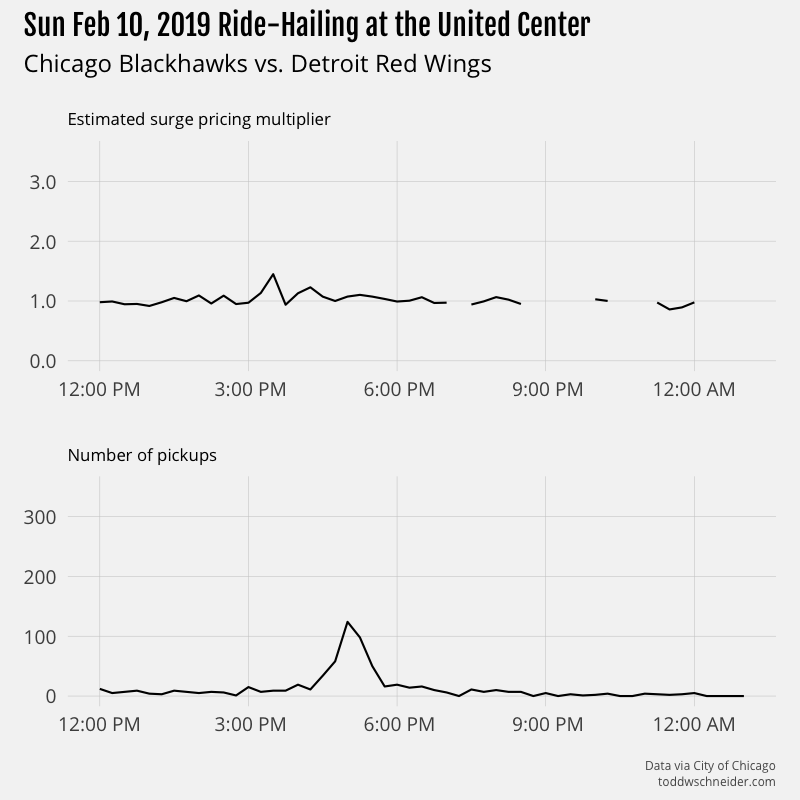 Sun Feb 10, 2019 Ride-Hailing at the United Center
Chicago Blackhawks vs. Detroit Red Wings
Estimated surge pricing multiplier
3.0
2.0
1.0
0.0
12:00 PM 3:00 PM 6:00 PM 9:00 PM 12:00 AM
Number of pickups
300
200
100
0
12:00 PM 3:00 PM 6:00 PM 9:00 PM 12:00 AM
Data via City of Chicago
toddwschneider.com